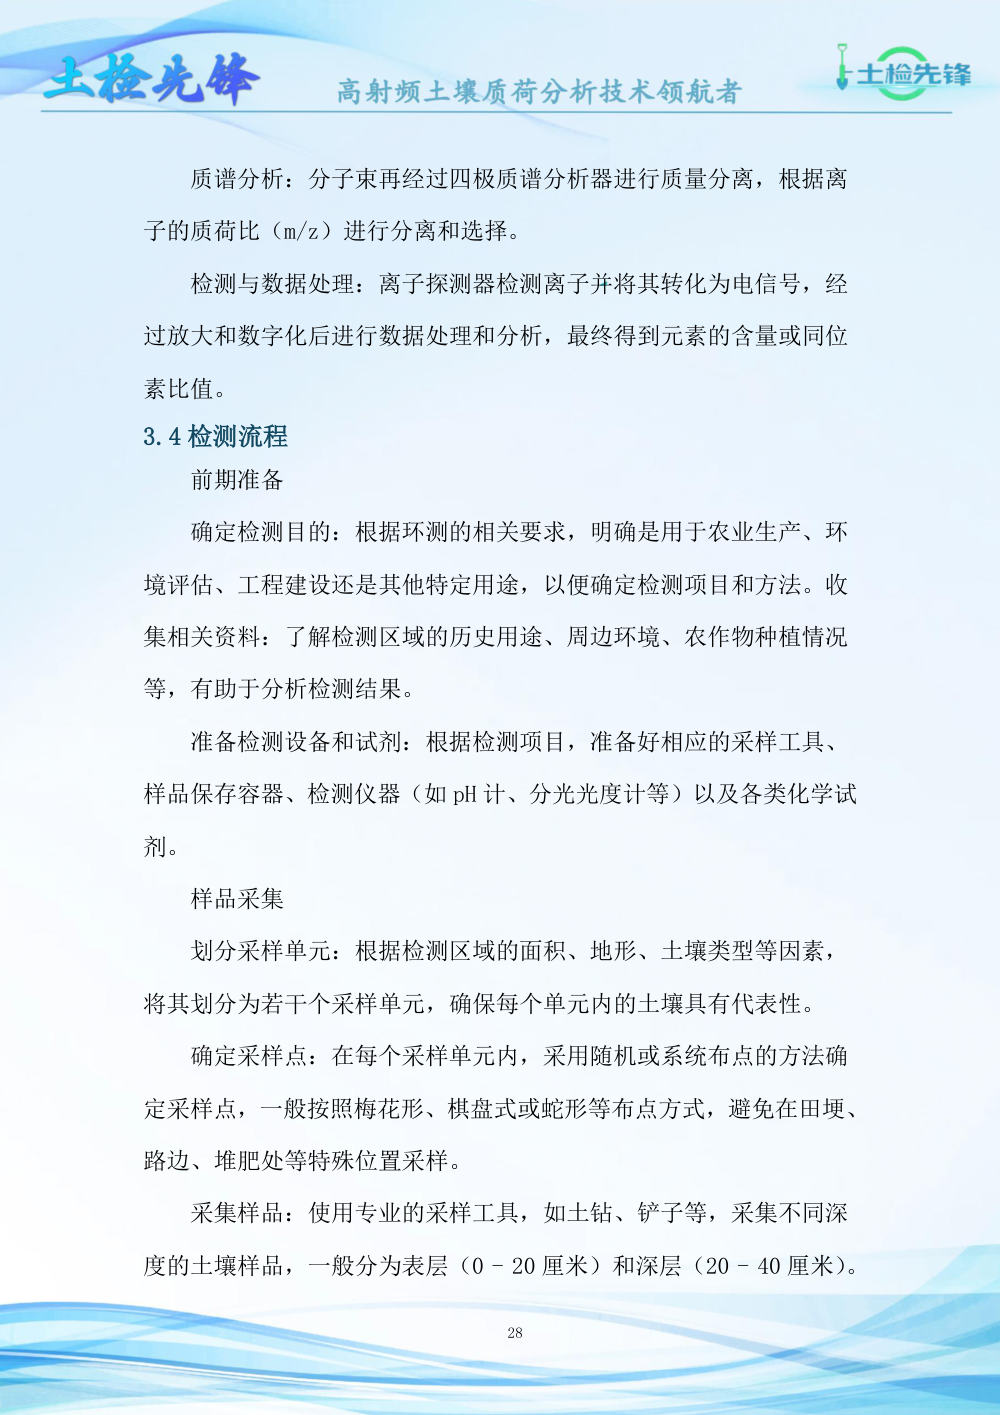 土检先锋
高射频土壤质荷分析技术领航者
土检先锋
质谱分析：分子束再经过四极质谱分析器进行质量分离，根据离
子的质荷比（m/z）进行分离和选择。
检测与数据处理：离子探测器检测离子并将其转化为电信号，经
过放大和数字化后进行数据处理和分析，最终得到元素的含量或同位
素比值。
3.4 检测流程
前期准备
确定检测目的：根据环测的相关要求，明确是用于农业生产、环
境评估、工程建设还是其他特定用途，以便确定检测项目和方法。收
集相关资料：了解检测区域的历史用途、周边环境、农作物种植情况
等，有助于分析检测结果。
准备检测设备和试剂：根据检测项目，准备好相应的采样工具、
样品保存容器、检测仪器（如 pH 计、分光光度计等）以及各类化学试
剂。
样品采集
划分采样单元：根据检测区域的面积、地形、土壤类型等因素，
将其划分为若干个采样单元，确保每个单元内的土壤具有代表性。
确定采样点：在每个采样单元内，采用随机或系统布点的方法确
定采样点，一般按照梅花形、棋盘式或蛇形等布点方式，避免在田埂、
路边、堆肥处等特殊位置采样。
采集样品：使用专业的采样工具，如土钻、铲子等，采集不同深
度的土壤样品，一般分为表层（0 - 20 厘米）和深层（20 - 40 厘米）。
28